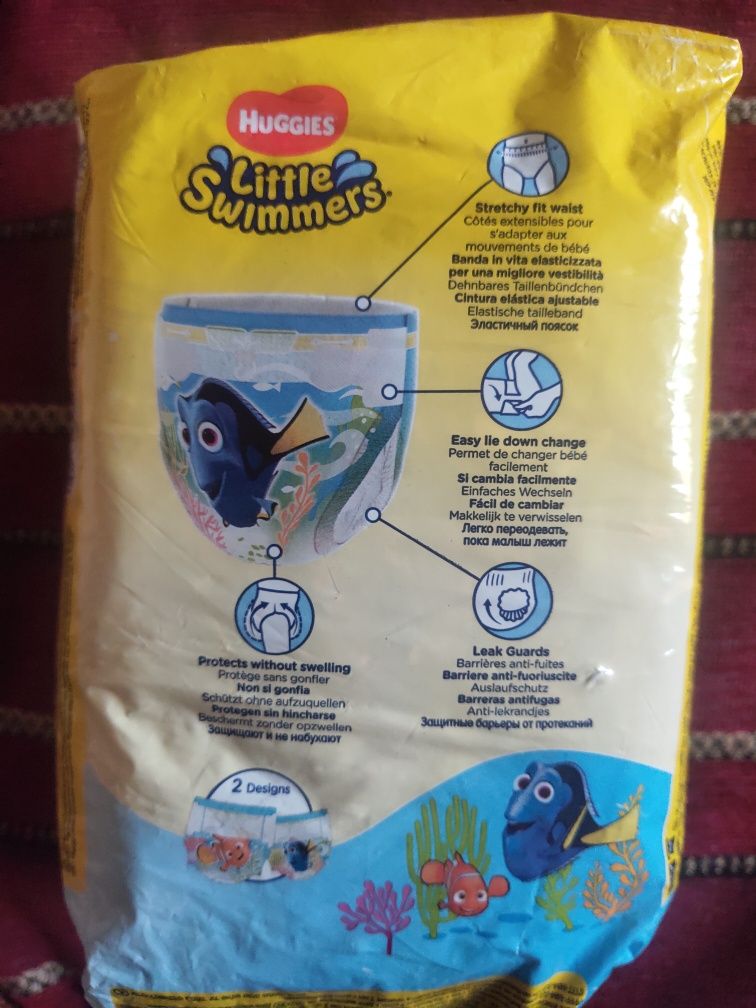 HUGGIES
Little
Swimmers
Stretchy fit waist
Côtés extensibles pour
s'adapter aux
mouvements de bébé
Banda in vita elasticizzata
per una migliore vestibilità
Dehnbares Taillenbündchen
Cintura elástica ajustable
Elastische tailleband
Эластичный поясок
Easy lie down change
Permet de changer bébé
facilement
Si cambia facilmente
Einfaches Wechseln
Fácil de cambiar
Makkelijk te verwisselen
Легко переодевать,
пока малыш лежит
Protects without swelling
Protège sans gonfler
Non si gonfia
Schützt ohne aufzuquellen
Protegen sin hincharse
Beschermt zonder opzwellen
Защищают и не набухают
Leak Guards
Barrières anti-fuites
Barriere anti-fuoriuscite
Auslaufschutz
Barreras antifugas
Anti-lekrandjes
Защитные барьеры от протеканий
2 Designs